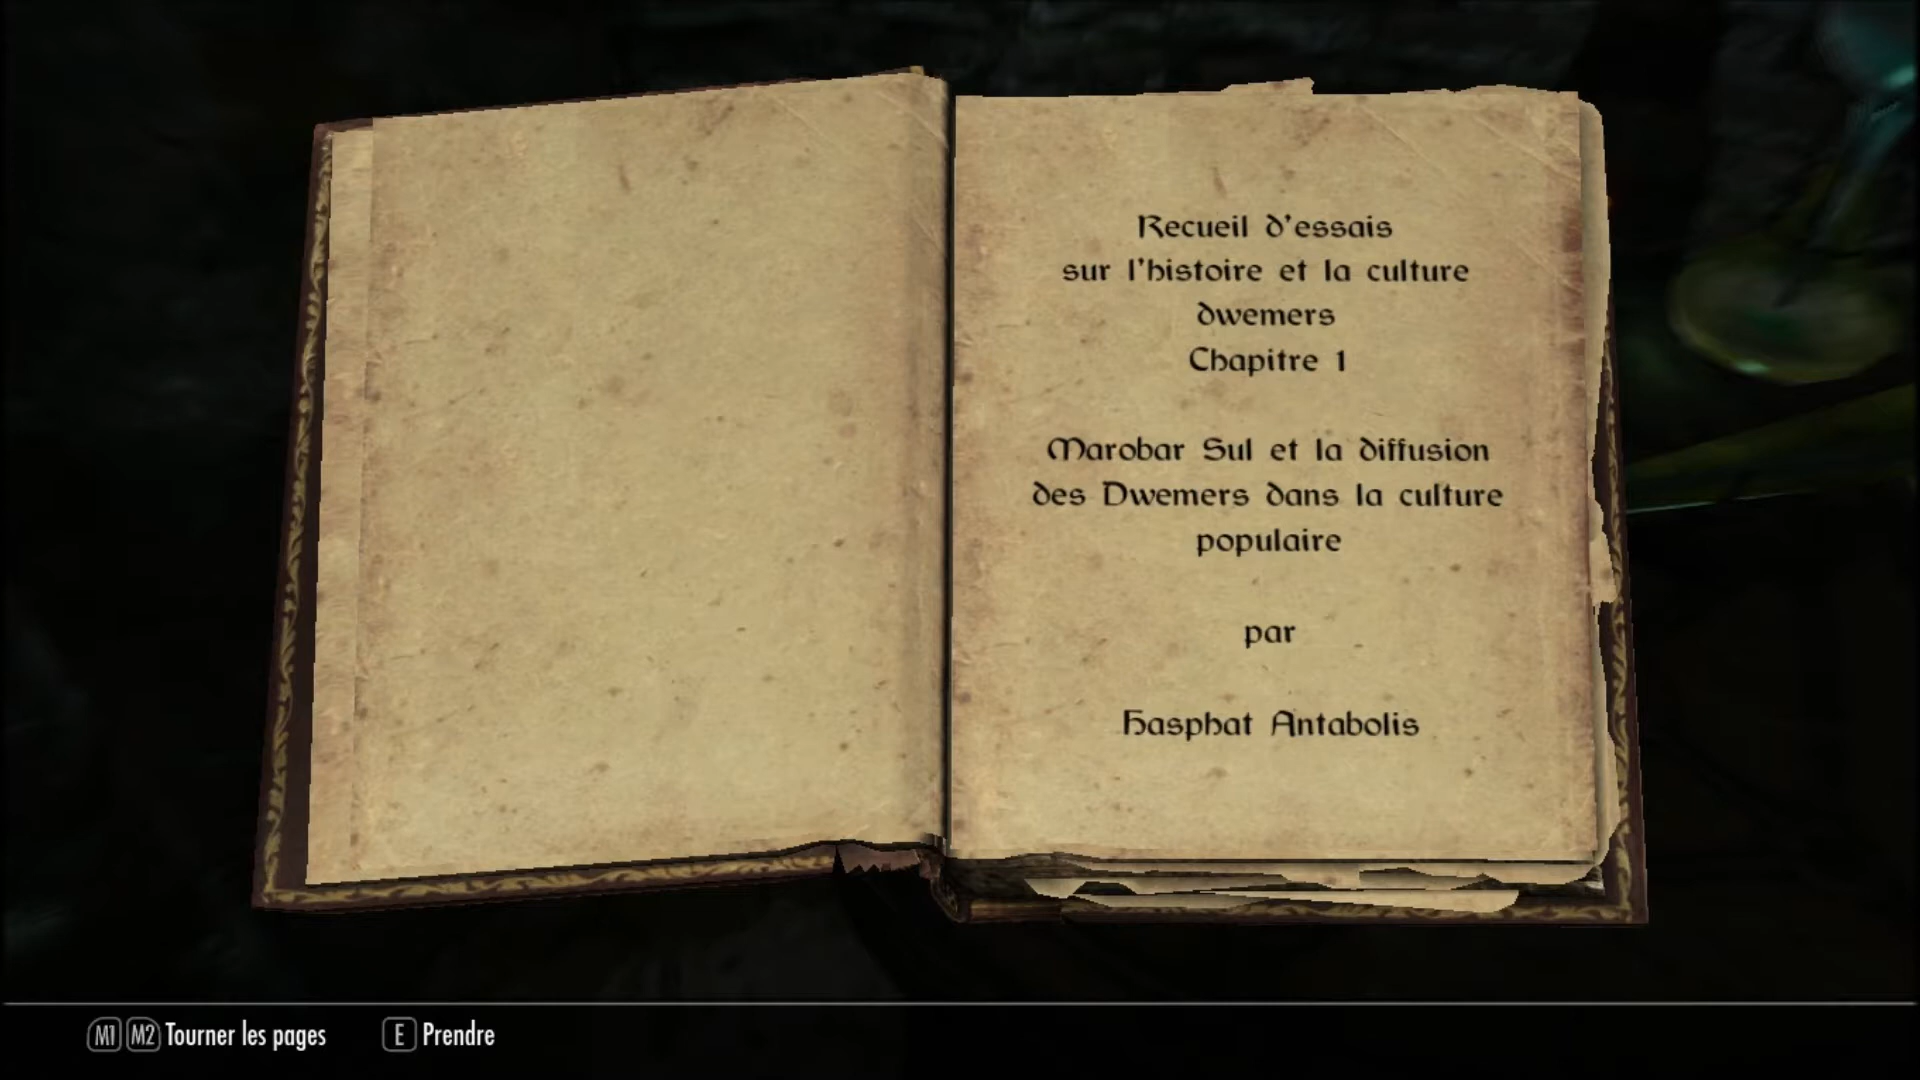 Recueil d'essais
sur l'histoire et la culture
dwemers
Chapitre 1
Marobar Sul et la diffusion
des Dwemers dans la culture
populaire
par
Hasphat Antabolis
M1 M2 Tourner les pages E Prendre